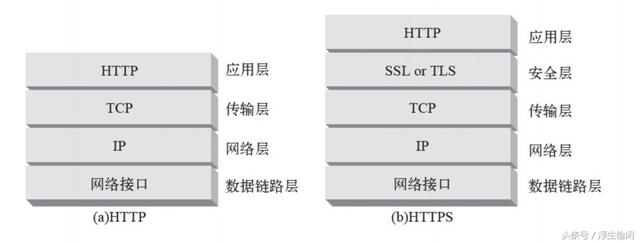 HTTP 应用层
TCP 传输层
IP 网络层
网络接口 数据链路层
(a)HTTP
HTTP 应用层
SSL or TLS 安全层
TCP 传输层
IP 网络层
网络接口 数据链路层
(b)HTTPS
头条号 / 浮生偷闲